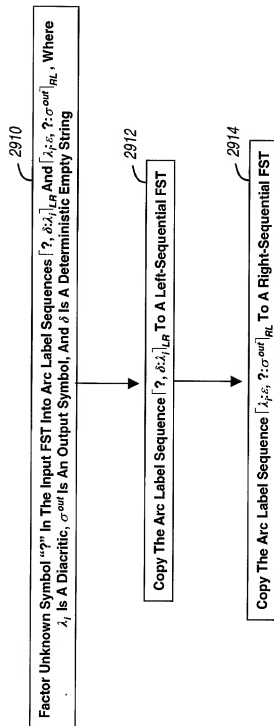 2910
Factor Unknown Symbol "?" In The Input FST Into Arc Label Sequences ⌈?, δ:λᵢ⌉LR And ⌈λᵢ:ε, ?:σᵒᵘᵗ⌉RL, Where
λᵢ Is A Diacritic, σᵒᵘᵗ Is An Output Symbol, And δ Is A Deterministic Empty String
2912
Copy The Arc Label Sequence ⌈?, δ:λᵢ⌉LR To A Left-Sequential FST
2914
Copy The Arc Label Sequence ⌈λᵢ:ε, ?:σᵒᵘᵗ⌉RL To A Right-Sequential FST